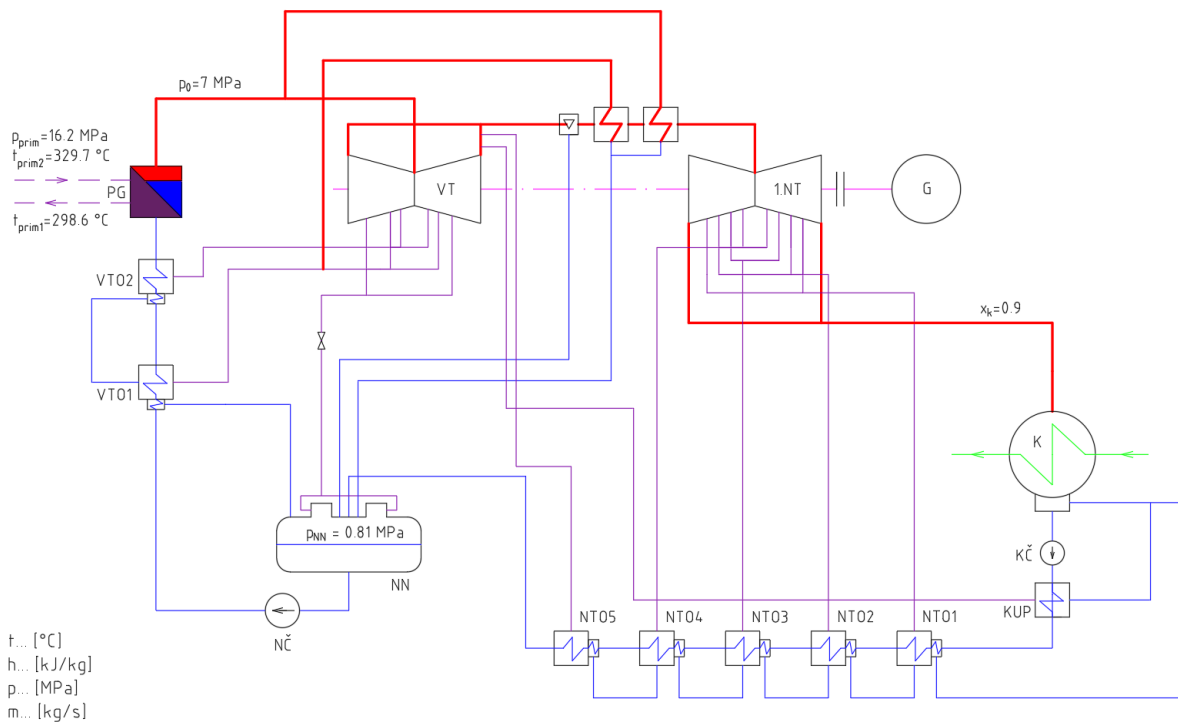 p₀=7 MPa
pprim=16.2 MPa
tprim2=329.7 °C
PG
tprim1=298.6 °C
VT
1.NT
G
VTO2
VTO1
xₖ=0.9
K
pNN = 0.81 MPa
NN
NČ
KČ
KUP
NTO5
NTO4
NTO3
NTO2
NTO1
t... [°C]
h... [kJ/kg]
p... [MPa]
m... [kg/s]